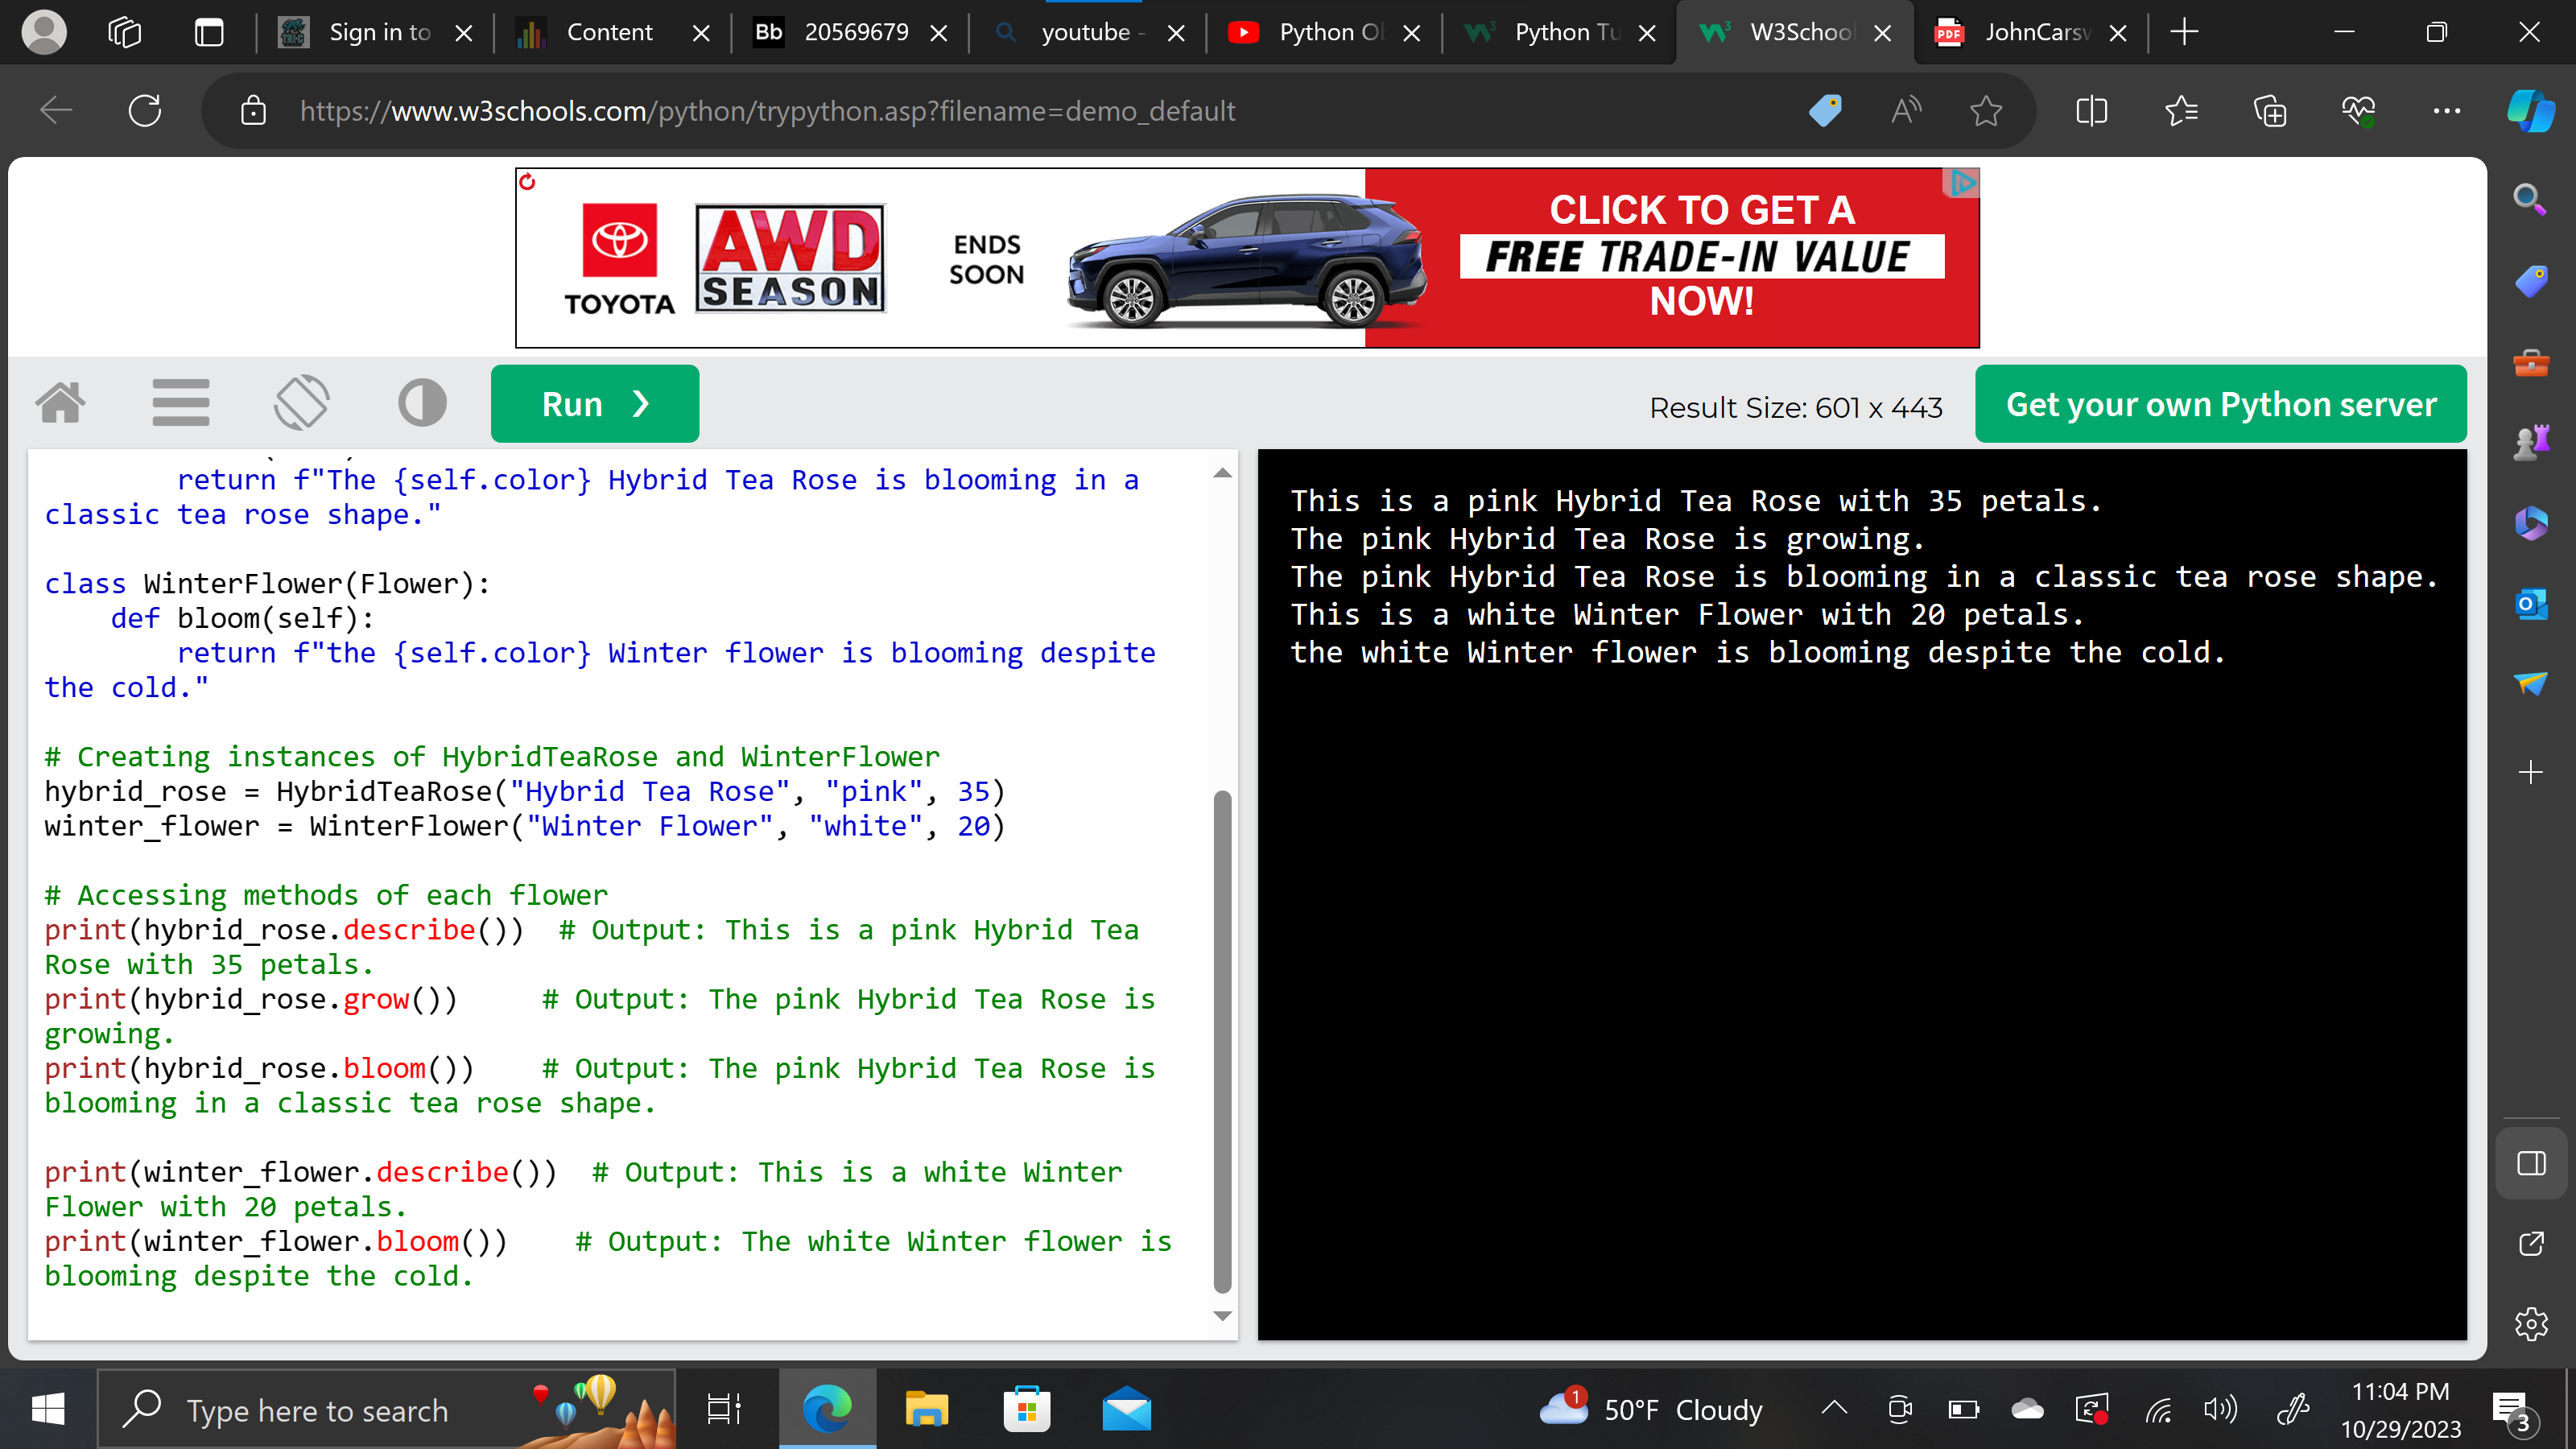 Sign in to
Content
Bb 20569679
youtube -
Python O
Python Tu
W3School
PDF JohnCarsw
https://www.w3schools.com/python/trypython.asp?filename=demo_default
TOYOTA
AWD
SEASON
ENDS
SOON
CLICK TO GET A
FREE TRADE-IN VALUE
NOW!
Run ❯
Result Size: 601 x 443
Get your own Python server
        return f"The {self.color} Hybrid Tea Rose is blooming in a
classic tea rose shape."
class WinterFlower(Flower):
    def bloom(self):
        return f"the {self.color} Winter flower is blooming despite
the cold."
# Creating instances of HybridTeaRose and WinterFlower
hybrid_rose = HybridTeaRose("Hybrid Tea Rose", "pink", 35)
winter_flower = WinterFlower("Winter Flower", "white", 20)
# Accessing methods of each flower
print(hybrid_rose.describe())  # Output: This is a pink Hybrid Tea
Rose with 35 petals.
print(hybrid_rose.grow())     # Output: The pink Hybrid Tea Rose is
growing.
print(hybrid_rose.bloom())    # Output: The pink Hybrid Tea Rose is
blooming in a classic tea rose shape.
print(winter_flower.describe())  # Output: This is a white Winter
Flower with 20 petals.
print(winter_flower.bloom())    # Output: The white Winter flower is
blooming despite the cold.
This is a pink Hybrid Tea Rose with 35 petals.
The pink Hybrid Tea Rose is growing.
The pink Hybrid Tea Rose is blooming in a classic tea rose shape.
This is a white Winter Flower with 20 petals.
the white Winter flower is blooming despite the cold.
Type here to search
1
50°F Cloudy
11:04 PM
10/29/2023
3